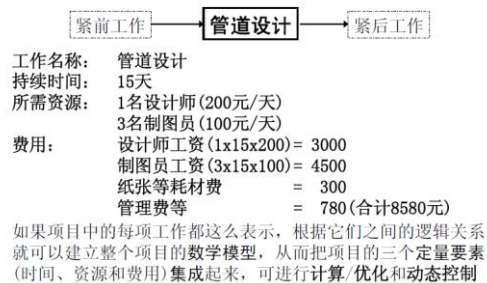 紧前工作 管道设计 紧后工作
工作名称: 管道设计
持续时间: 15天
所需资源: 1名设计师(200元/天)
3名制图员(100元/天)
费用: 设计师工资(1x15x200)= 3000
制图员工资(3x15x100)= 4500
纸张等耗材费 = 300
管理费等 = 780(合计8580元)
如果项目中的每项工作都这么表示，根据它们之间的逻辑关系
就可以建立整个项目的数学模型，从而把项目的三个定量要素
(时间、资源和费用)集成起来，可进行计算/优化和动态控制